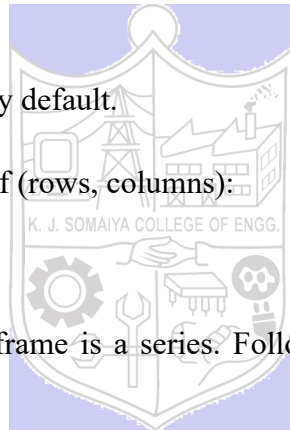 y default.
f (rows, columns):
K. J. SOMAIYA COLLEGE OF ENGG.
frame is a series. Follo